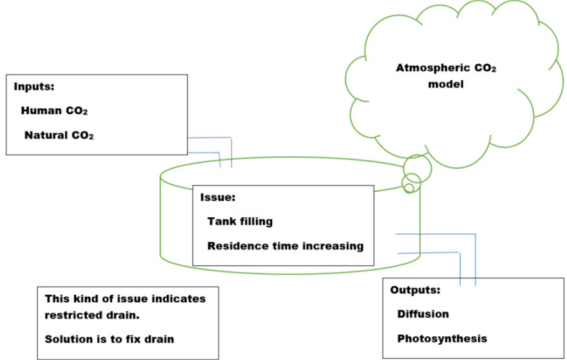 Atmospheric CO₂
model
Inputs:
Human CO₂
Natural CO₂
Issue:
Tank filling
Residence time increasing
This kind of issue indicates
restricted drain.
Solution is to fix drain
Outputs:
Diffusion
Photosynthesis